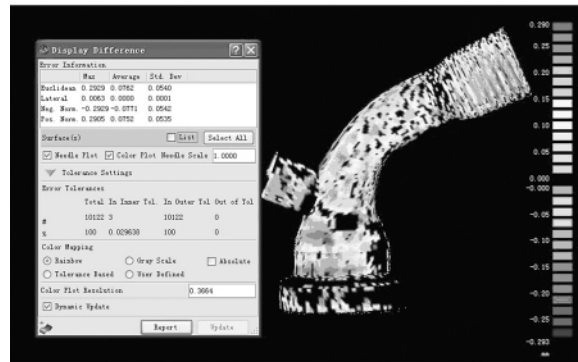 Display Difference
Error Information
Max Average Std. Dev
Euclidean 0.2929 0.0762 0.0540
Lateral 0.0063 0.0000 0.0001
Neg. Norm. -0.2929 -0.0771 0.0542
Pos. Norm. 0.2905 0.0752 0.0535
Surface(s) List Select All
Needle Plot Color Plot Needle Scale 1.0000
Tolerance Settings
Error Tolerances
Total In Inner Tol. In Outer Tol Out of Tol
# 10122 3 10122 0
% 100 0.029638 100 0
Color Mapping
Rainbow Gray Scale Absolute
Tolerance Based User Defined
Color Plot Resolution 0.3664
Dynamic Update
Report Update
0.290
0.25
0.20
0.15
0.10
0.05
0.000
-0.000
-0.05
-0.10
-0.15
-0.20
-0.25
-0.293
mm